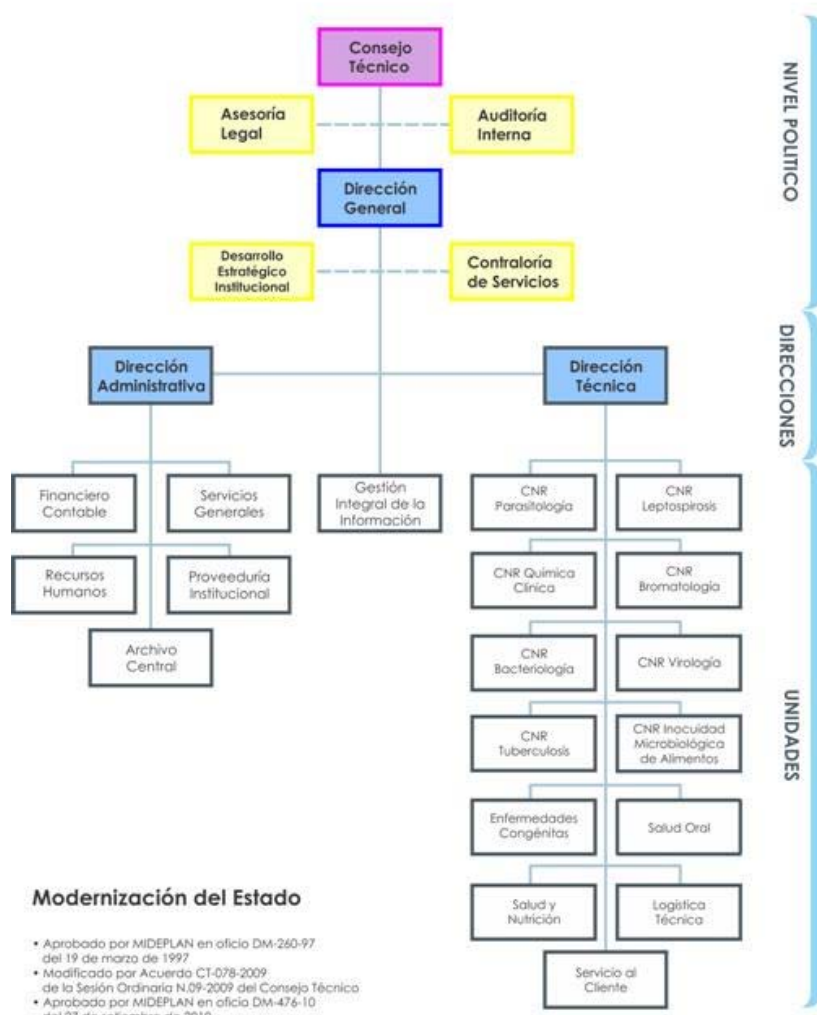 Consejo
Técnico
Asesoría
Legal
Auditoría
Interna
Dirección
General
Desarrollo
Estratégico
Institucional
Contraloría
de Servicios
NIVEL POLITICO
Dirección
Administrativa
Dirección
Técnica
DIRECCIONES
Financiero
Contable
Servicios
Generales
Gestión
Integral de la
Información
CNR
Parasitología
CNR
Leptospirosis
Recursos
Humanos
Proveeduría
Institucional
CNR Química
Clínica
CNR
Bromatología
Archivo
Central
CNR
Bacteriología
CNR Virología
CNR
Tuberculosis
CNR Inocuidad
Microbiológica
de Alimentos
UNIDADES
Enfermedades
Congénitas
Salud Oral
Salud y
Nutrición
Logística
Técnica
Servicio al
Cliente
Modernización del Estado
• Aprobado por MIDEPLAN en oficio DM-260-97
del 19 de marzo de 1997
• Modificado por Acuerdo CT-078-2009
de la Sesión Ordinaria N.09-2009 del Consejo Técnico
• Aprobado por MIDEPLAN en oficio DM-476-10